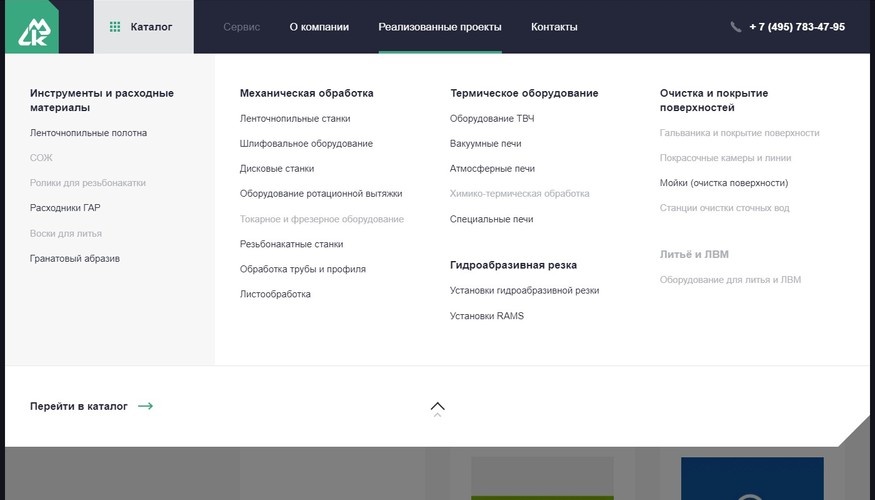 МК
Каталог
Сервис
О компании
Реализованные проекты
Контакты
+ 7 (495) 783-47-95
Инструменты и расходные
материалы
Ленточнопильные полотна
СОЖ
Ролики для резьбонакатки
Расходники ГАР
Воски для литья
Гранатовый абразив
Механическая обработка
Ленточнопильные станки
Шлифовальное оборудование
Дисковые станки
Оборудование ротационной вытяжки
Токарное и фрезерное оборудование
Резьбонакатные станки
Обработка трубы и профиля
Листообработка
Термическое оборудование
Оборудование ТВЧ
Вакуумные печи
Атмосферные печи
Химико-термическая обработка
Специальные печи
Гидроабразивная резка
Установки гидроабразивной резки
Установки RAMS
Очистка и покрытие
поверхностей
Гальваника и покрытие поверхности
Покрасочные камеры и линии
Мойки (очистка поверхности)
Станции очистки сточных вод
Литьё и ЛВМ
Оборудование для литья и ЛВМ
Перейти в каталог